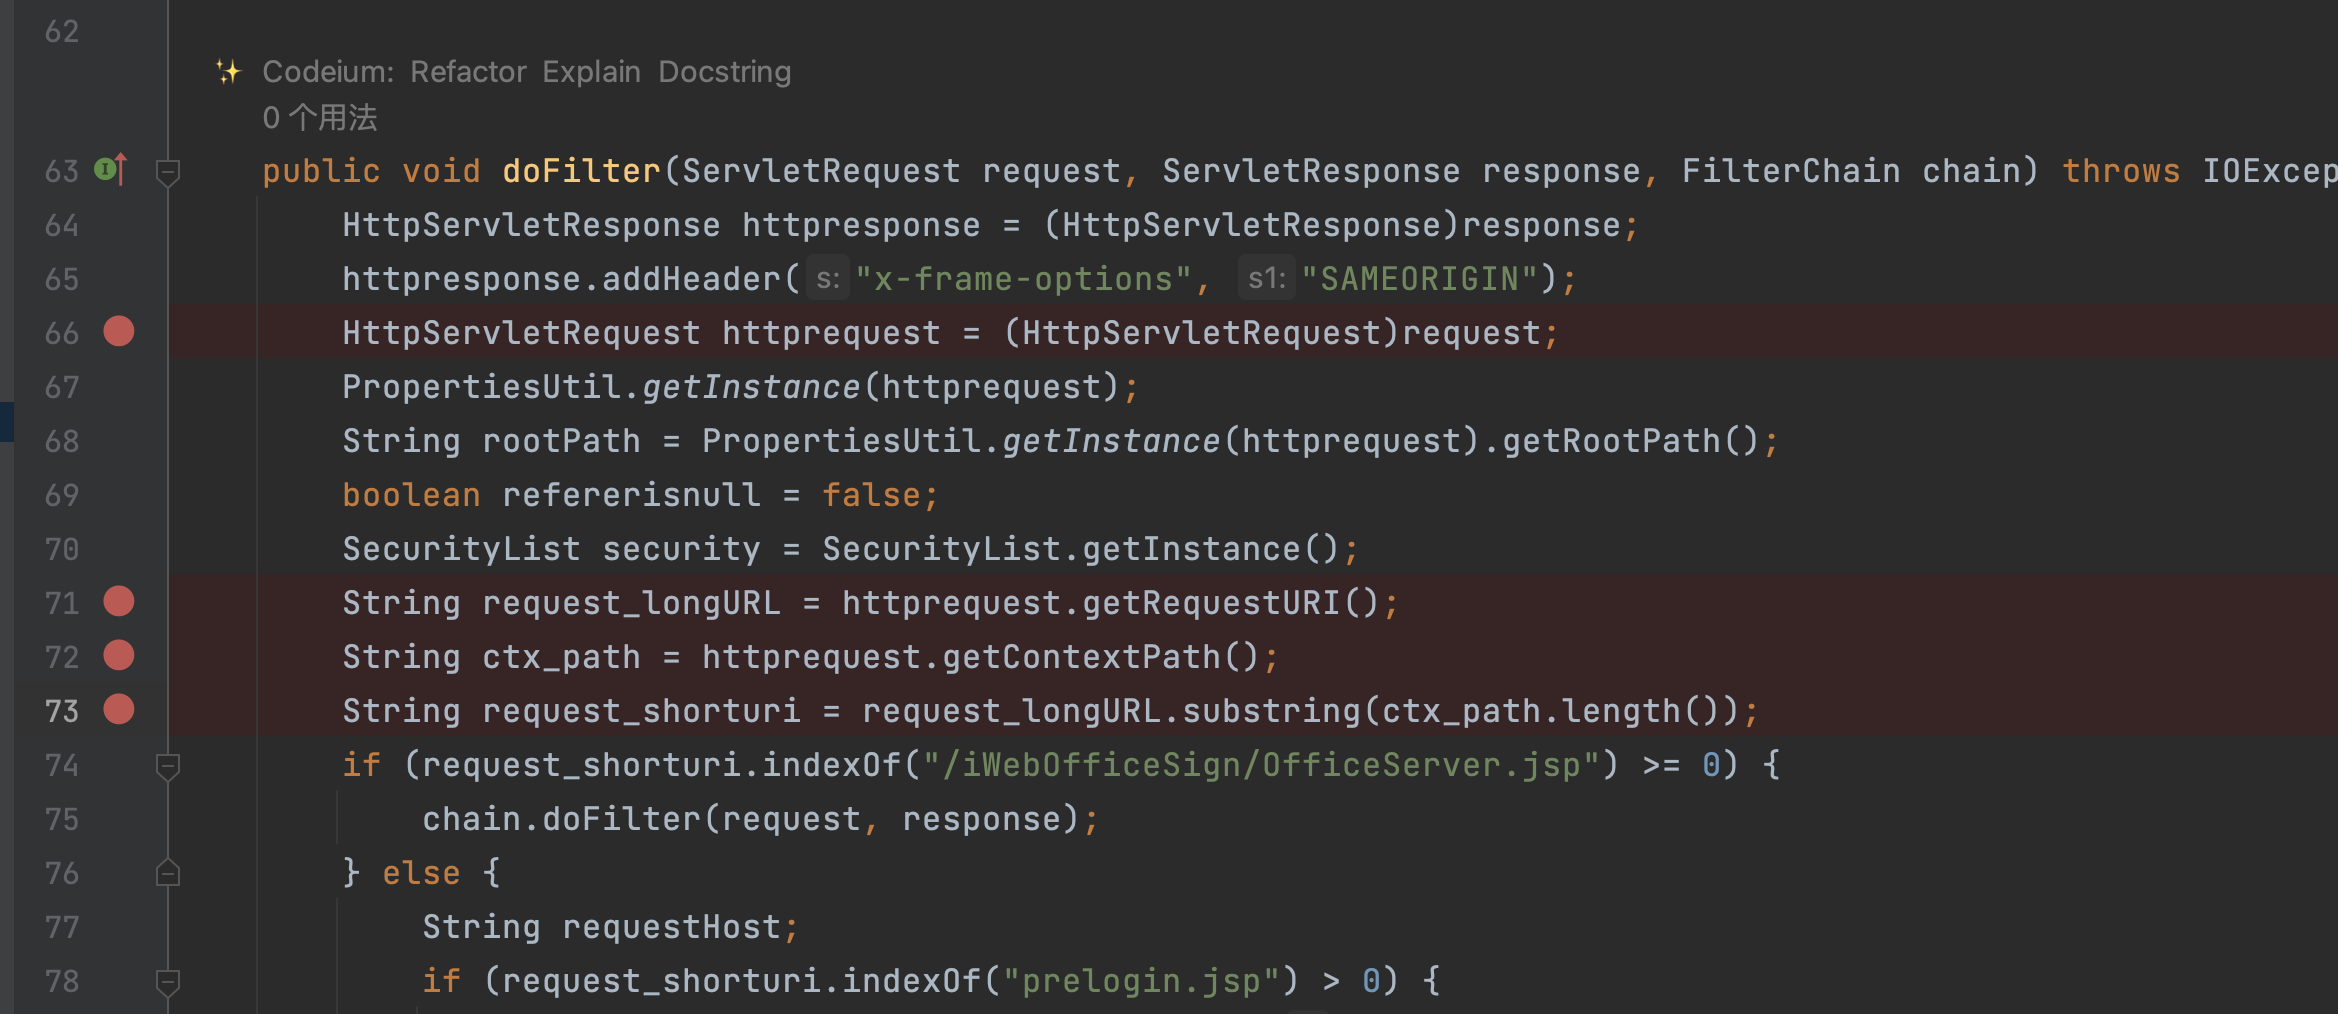 62
Codeium: Refactor Explain Docstring
0 个用法
63 public void doFilter(ServletRequest request, ServletResponse response, FilterChain chain) throws IOExcep
64 HttpServletResponse httpresponse = (HttpServletResponse)response;
65 httpresponse.addHeader( s: "x-frame-options", s1: "SAMEORIGIN");
66 HttpServletRequest httprequest = (HttpServletRequest)request;
67 PropertiesUtil.getInstance(httprequest);
68 String rootPath = PropertiesUtil.getInstance(httprequest).getRootPath();
69 boolean refererisnull = false;
70 SecurityList security = SecurityList.getInstance();
71 String request_longURL = httprequest.getRequestURI();
72 String ctx_path = httprequest.getContextPath();
73 String request_shorturi = request_longURL.substring(ctx_path.length());
74 if (request_shorturi.indexOf("/iWebOfficeSign/OfficeServer.jsp") >= 0) {
75 chain.doFilter(request, response);
76 } else {
77 String requestHost;
78 if (request_shorturi.indexOf("prelogin.jsp") > 0) {